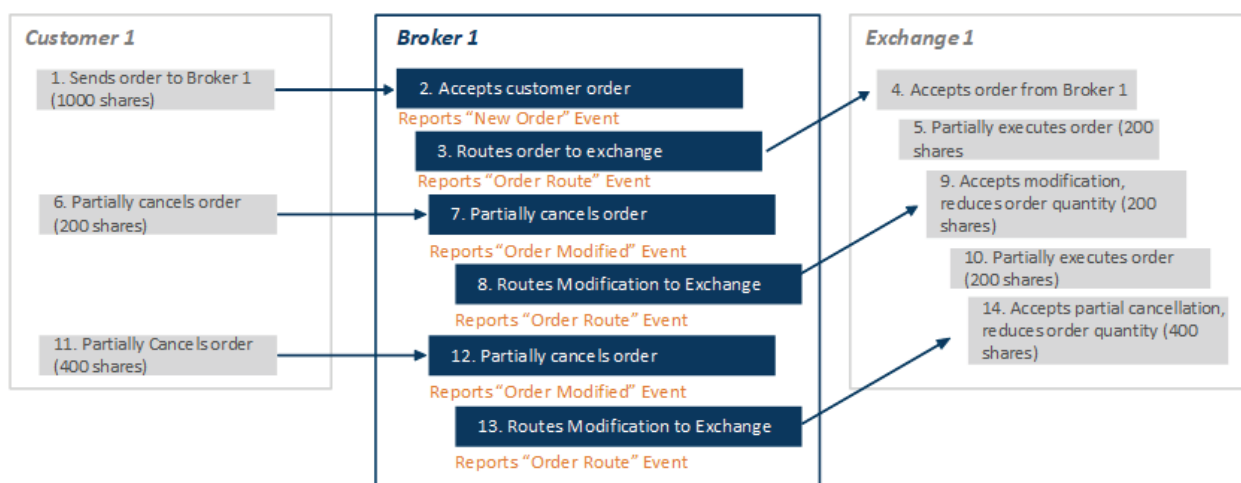 Customer 1
1. Sends order to Broker 1
(1000 shares)
6. Partially cancels order
(200 shares)
11. Partially Cancels order
(400 shares)
Broker 1
2. Accepts customer order
Reports “New Order” Event
3. Routes order to exchange
Reports “Order Route” Event
7. Partially cancels order
Reports “Order Modified” Event
8. Routes Modification to Exchange
Reports “Order Route” Event
12. Partially cancels order
Reports “Order Modified” Event
13. Routes Modification to Exchange
Reports “Order Route” Event
Exchange 1
4. Accepts order from Broker 1
5. Partially executes order (200
shares
9. Accepts modification,
reduces order quantity (200
shares)
10. Partially executes order
(200 shares)
14. Accepts partial cancellation,
reduces order quantity (400
shares)